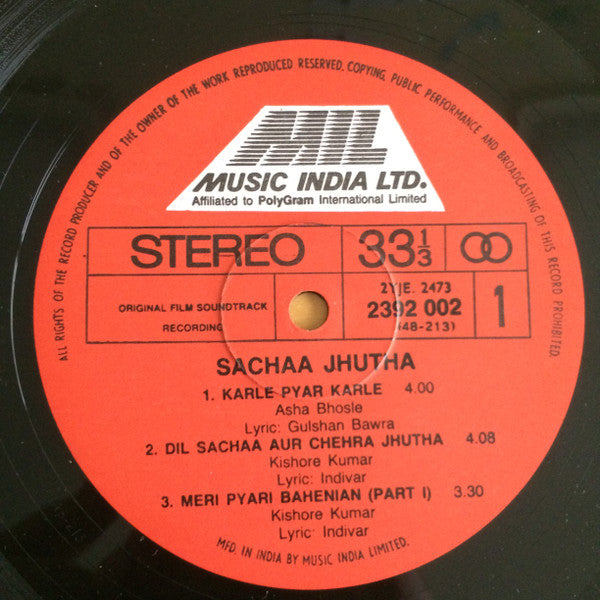 ALL RIGHTS OF THE RECORD PRODUCER AND OF THE OWNER OF THE WORK REPRODUCED RESERVED. COPYING, PUBLIC PERFORMANCE AND BROADCASTING OF THIS RECORD PROHIBITED.
MIL
MUSIC INDIA LTD.
Affiliated to PolyGram International Limited
STEREO 33 1/3
ORIGINAL FILM SOUNDTRACK
RECORDING
2YJE. 2473
2392 002
(48-213)
1
SACHAA JHUTHA
1. KARLE PYAR KARLE 4.00
Asha Bhosle
Lyric: Gulshan Bawra
2. DIL SACHAA AUR CHEHRA JHUTHA 4.08
Kishore Kumar
Lyric: Indivar
3. MERI PYARI BAHENIAN (PART I) 3.30
Kishore Kumar
Lyric: Indivar
MFD. IN INDIA BY MUSIC INDIA LIMITED.